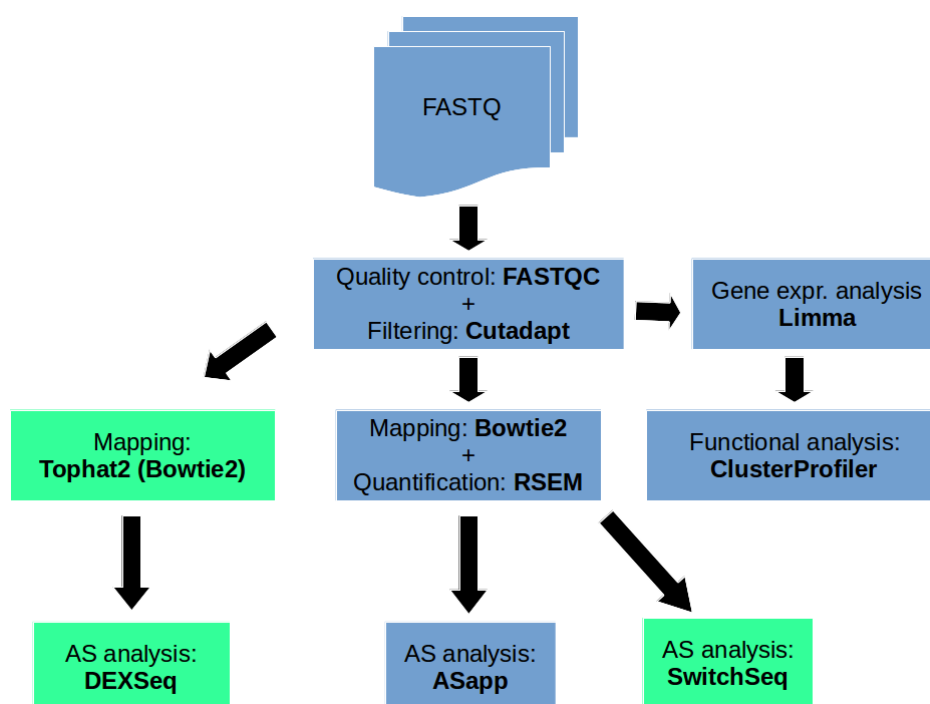 FASTQ
Quality control: FASTQC
+
Filtering: Cutadapt
Gene expr. analysis
Limma
Mapping:
Tophat2 (Bowtie2)
Mapping: Bowtie2
+
Quantification: RSEM
Functional analysis:
ClusterProfiler
AS analysis:
DEXSeq
AS analysis:
ASapp
AS analysis:
SwitchSeq